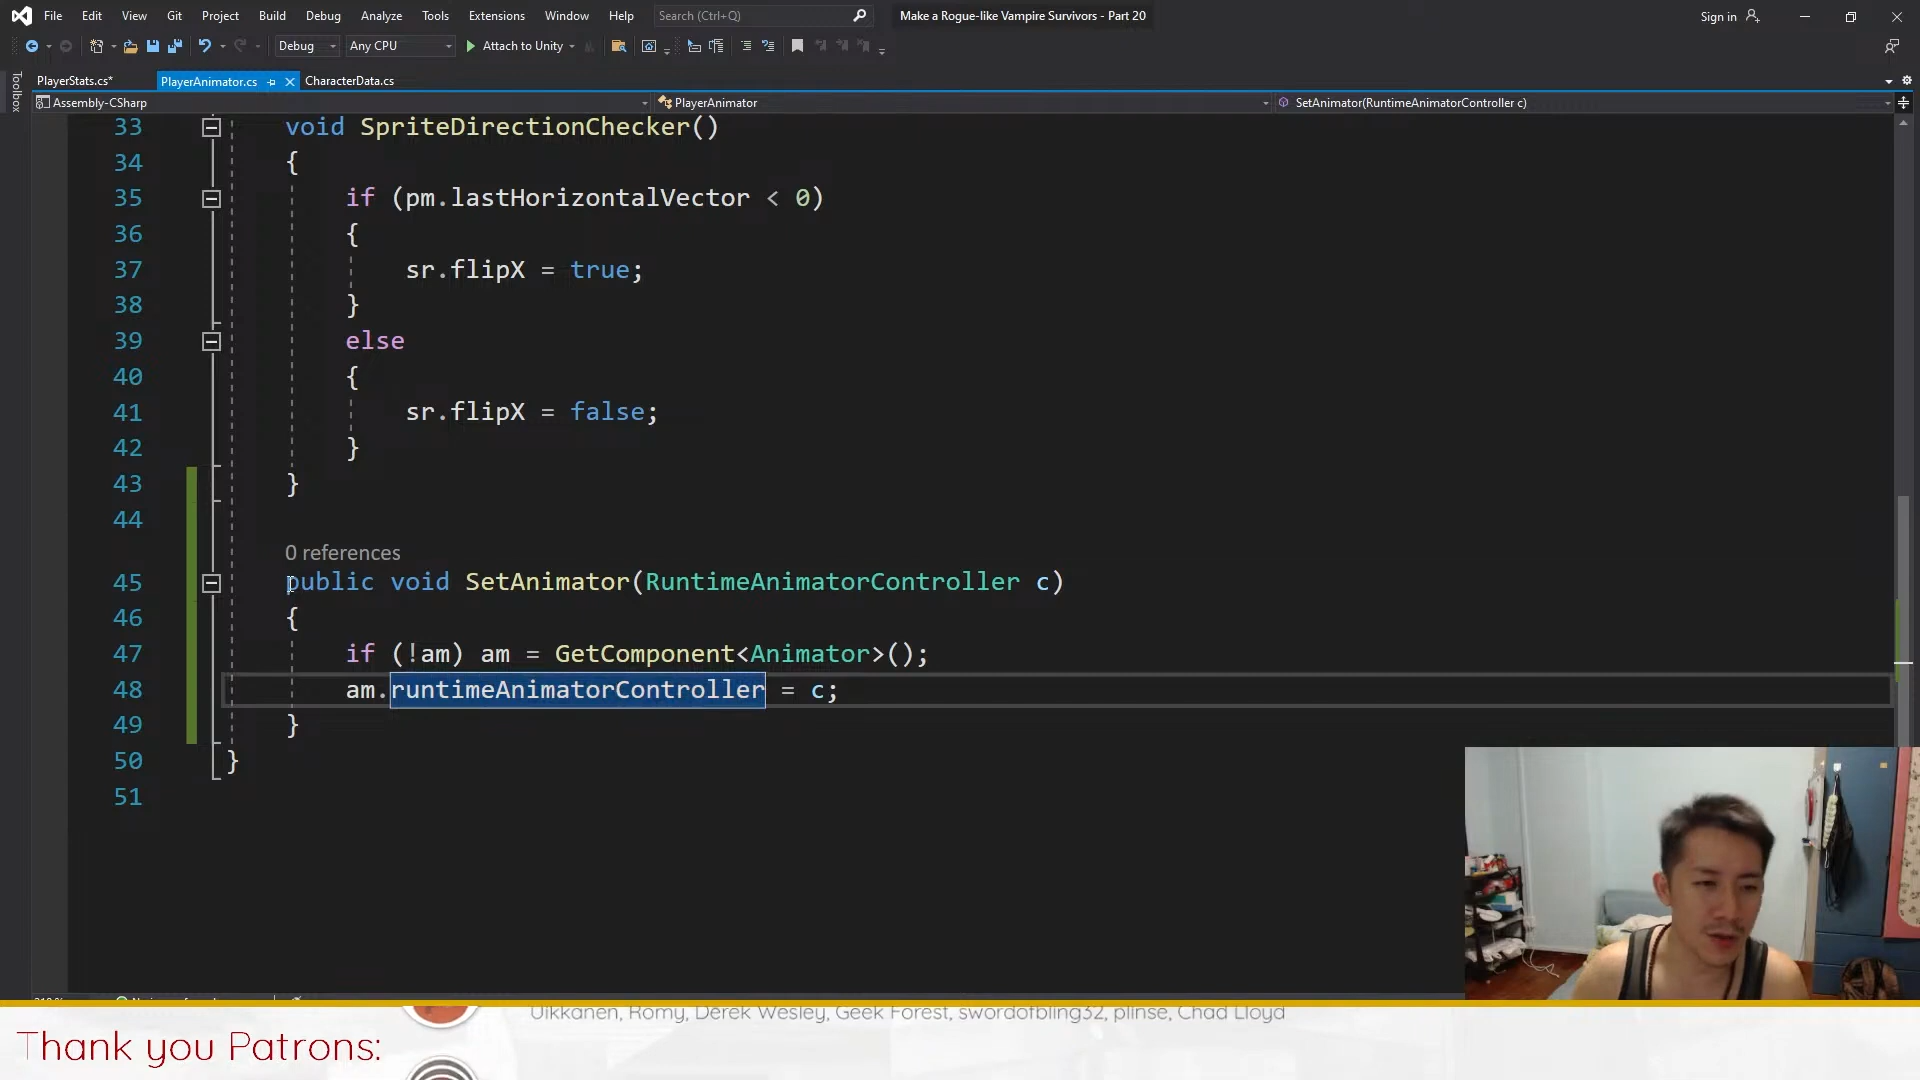 File Edit View Git Project Build Debug Analyze Tools Extensions Window Help Search (Ctrl+Q) Make a Rogue-like Vampire Survivors - Part 20 Sign in
Debug Any CPU Attach to Unity
Toolbox
PlayerStats.cs* PlayerAnimator.cs CharacterData.cs
Assembly-CSharp PlayerAnimator SetAnimator(RuntimeAnimatorController c)
33 void SpriteDirectionChecker()
34 {
35 if (pm.lastHorizontalVector < 0)
36 {
37 sr.flipX = true;
38 }
39 else
40 {
41 sr.flipX = false;
42 }
43 }
44
0 references
45 public void SetAnimator(RuntimeAnimatorController c)
46 {
47 if (!am) am = GetComponent<Animator>();
48 am.runtimeAnimatorController = c;
49 }
50 }
51
Uikkanen, Romy, Derek Wesley, Geek Forest, swordofbling32, plinse, Chad Lloyd
Thank you Patrons: